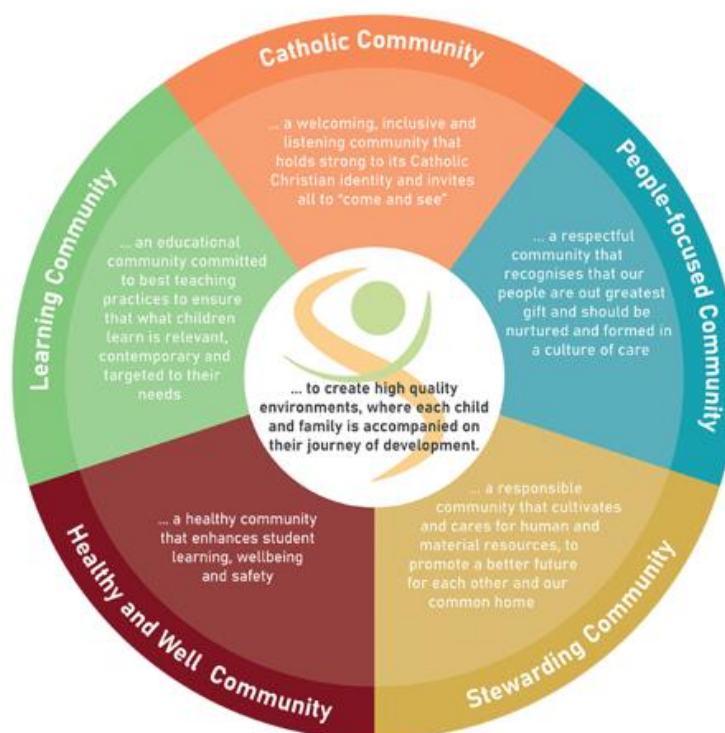 Catholic Community
... a welcoming, inclusive and
listening community that
holds strong to its Catholic
Christian identity and invites
all to "come and see"
People-focused Community
... a respectful
community that
recognises that our
people are out greatest
gift and should be
nurtured and formed in
a culture of care
Stewarding Community
... a responsible
community that cultivates
and cares for human and
material resources, to
promote a better future
for each other and our
common home
Healthy and Well Community
... a healthy community
that enhances student
learning, wellbeing
and safety
Learning Community
... an educational
community committed
to best teaching
practices to ensure
that what children
learn is relevant,
contemporary and
targeted to their
needs
... to create high quality
environments, where each child
and family is accompanied on
their journey of development.